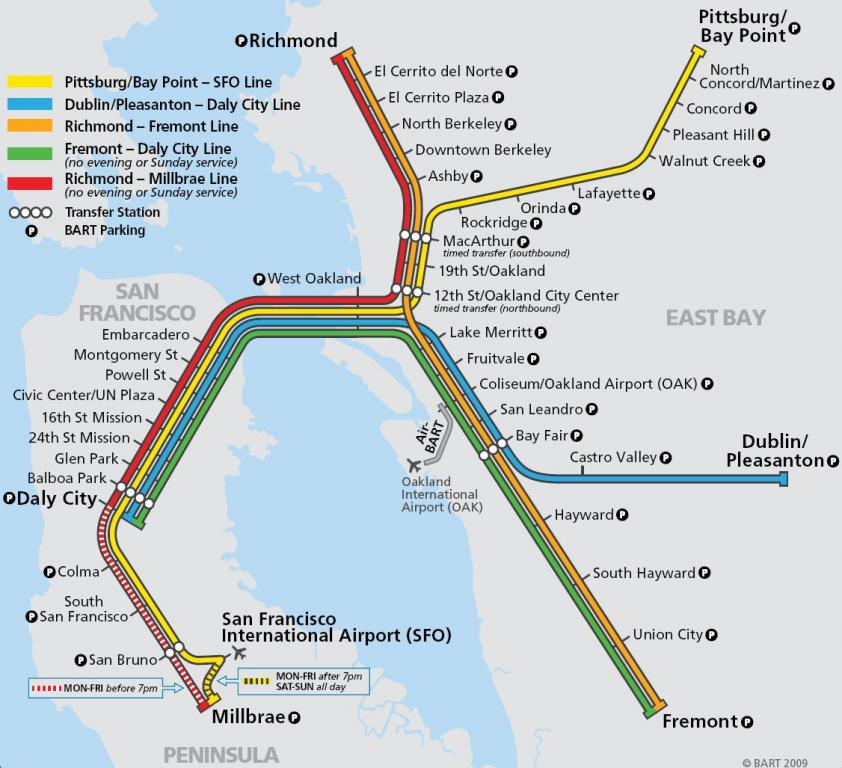 Richmond
Pittsburg/
Bay Point
P
Pittsburg/Bay Point – SFO Line
Dublin/Pleasanton – Daly City Line
Richmond – Fremont Line
Fremont – Daly City Line
(no evening or Sunday service)
Richmond – Millbrae Line
(no evening or Sunday service)
Transfer Station
P BART Parking
El Cerrito del Norte P
El Cerrito Plaza P
North Berkeley P
Downtown Berkeley
Ashby P
North
Concord/Martinez P
Concord P
Pleasant Hill P
Walnut Creek P
Lafayette P
Orinda P
Rockridge P
MacArthur P
timed transfer (southbound)
19th St/Oakland
12th St/Oakland City Center
timed transfer (northbound)
P West Oakland
SAN
FRANCISCO
EAST BAY
Embarcadero
Montgomery St
Powell St
Civic Center/UN Plaza
16th St Mission
24th St Mission
Glen Park
Balboa Park
P Daly City
Lake Merritt P
Fruitvale P
Coliseum/Oakland Airport (OAK) P
San Leandro P
Bay Fair P
Castro Valley P
Dublin/
Pleasanton P
Air-
BART
Oakland
International
Airport (OAK)
Hayward P
South Hayward P
Union City P
Fremont P
P Colma
South
P San Francisco
P San Bruno
San Francisco
International Airport (SFO)
MON-FRI before 7pm
MON-FRI after 7pm
SAT-SUN all day
Millbrae P
PENINSULA
© BART 2009